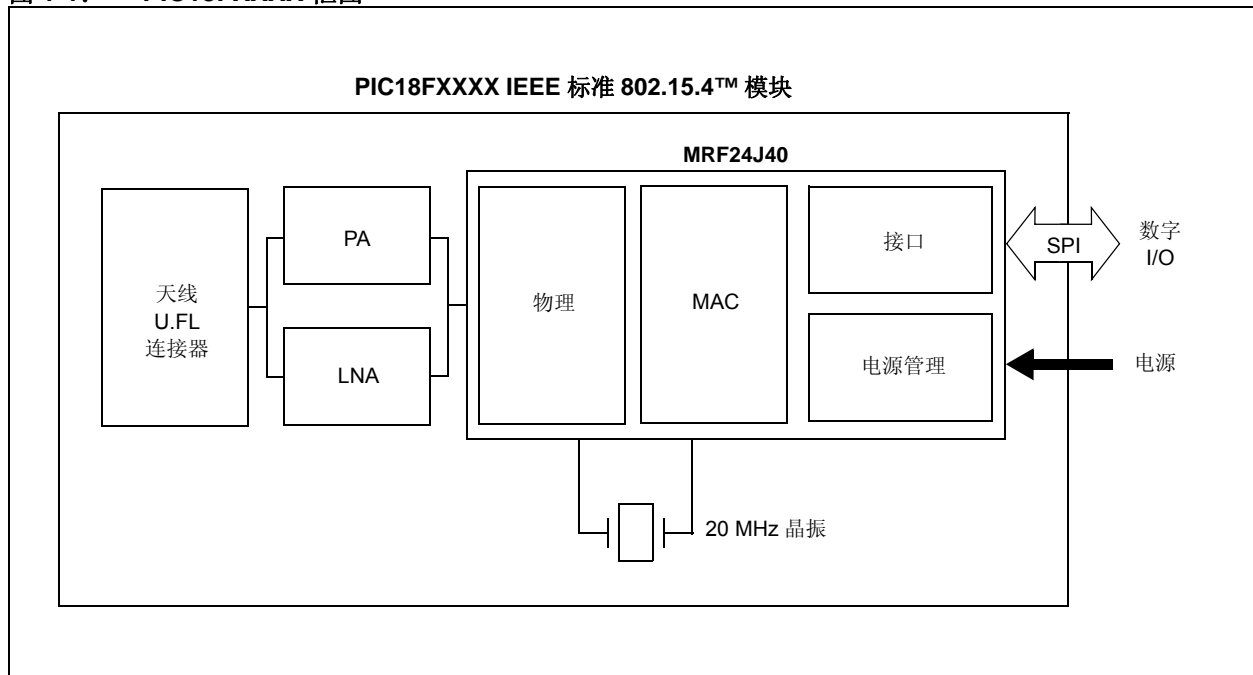 PIC18FXXXX IEEE 标准 802.15.4™ 模块
MRF24J40
天线
U.FL
连接器
PA
LNA
物理
MAC
接口
电源管理
SPI
数字
I/O
电源
20 MHz 晶振